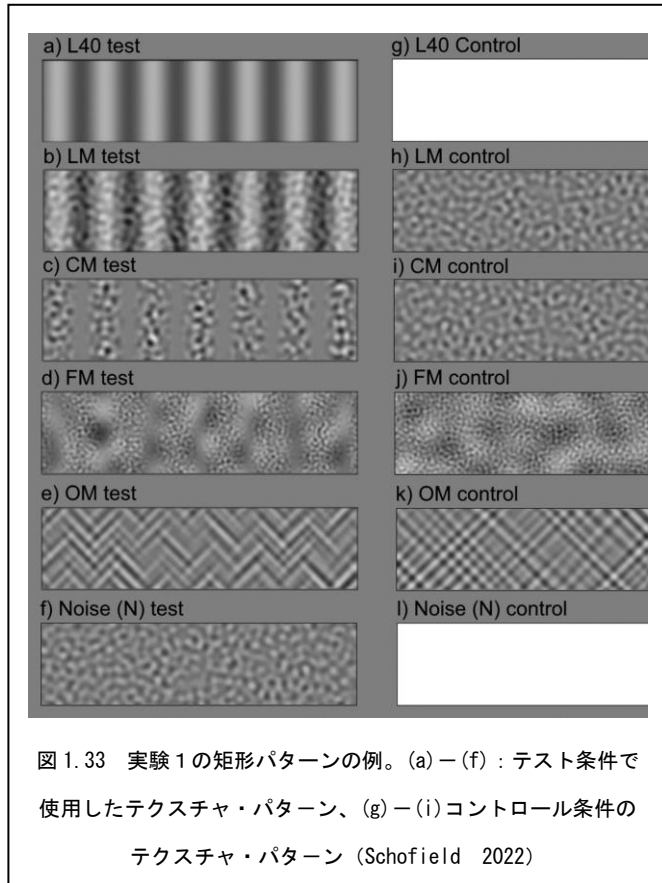 a) L40 test
g) L40 Control
b) LM tetst
h) LM control
c) CM test
i) CM control
d) FM test
j) FM control
e) OM test
k) OM control
f) Noise (N) test
l) Noise (N) control
図 1.33　実験１の矩形パターンの例。(a)－(f)：テスト条件で
使用したテクスチャ・パターン、(g)－(i)コントロール条件の
テクスチャ・パターン（Schofield　2022）